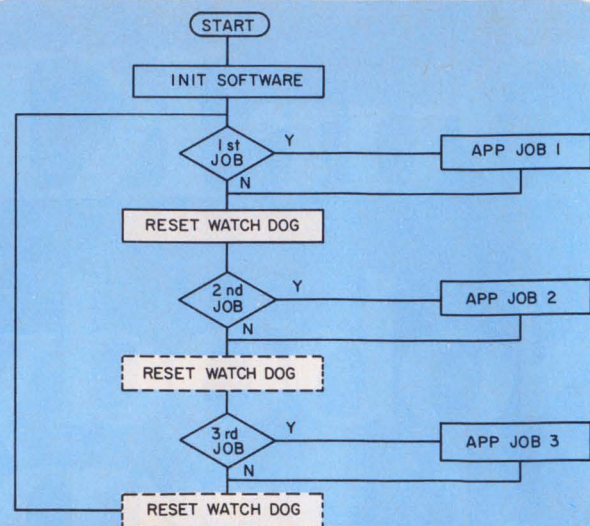 START
INIT SOFTWARE
1st
JOB
Y
APP JOB 1
N
RESET WATCH DOG
2nd
JOB
Y
APP JOB 2
N
RESET WATCH DOG
3rd
JOB
Y
APP JOB 3
N
RESET WATCH DOG